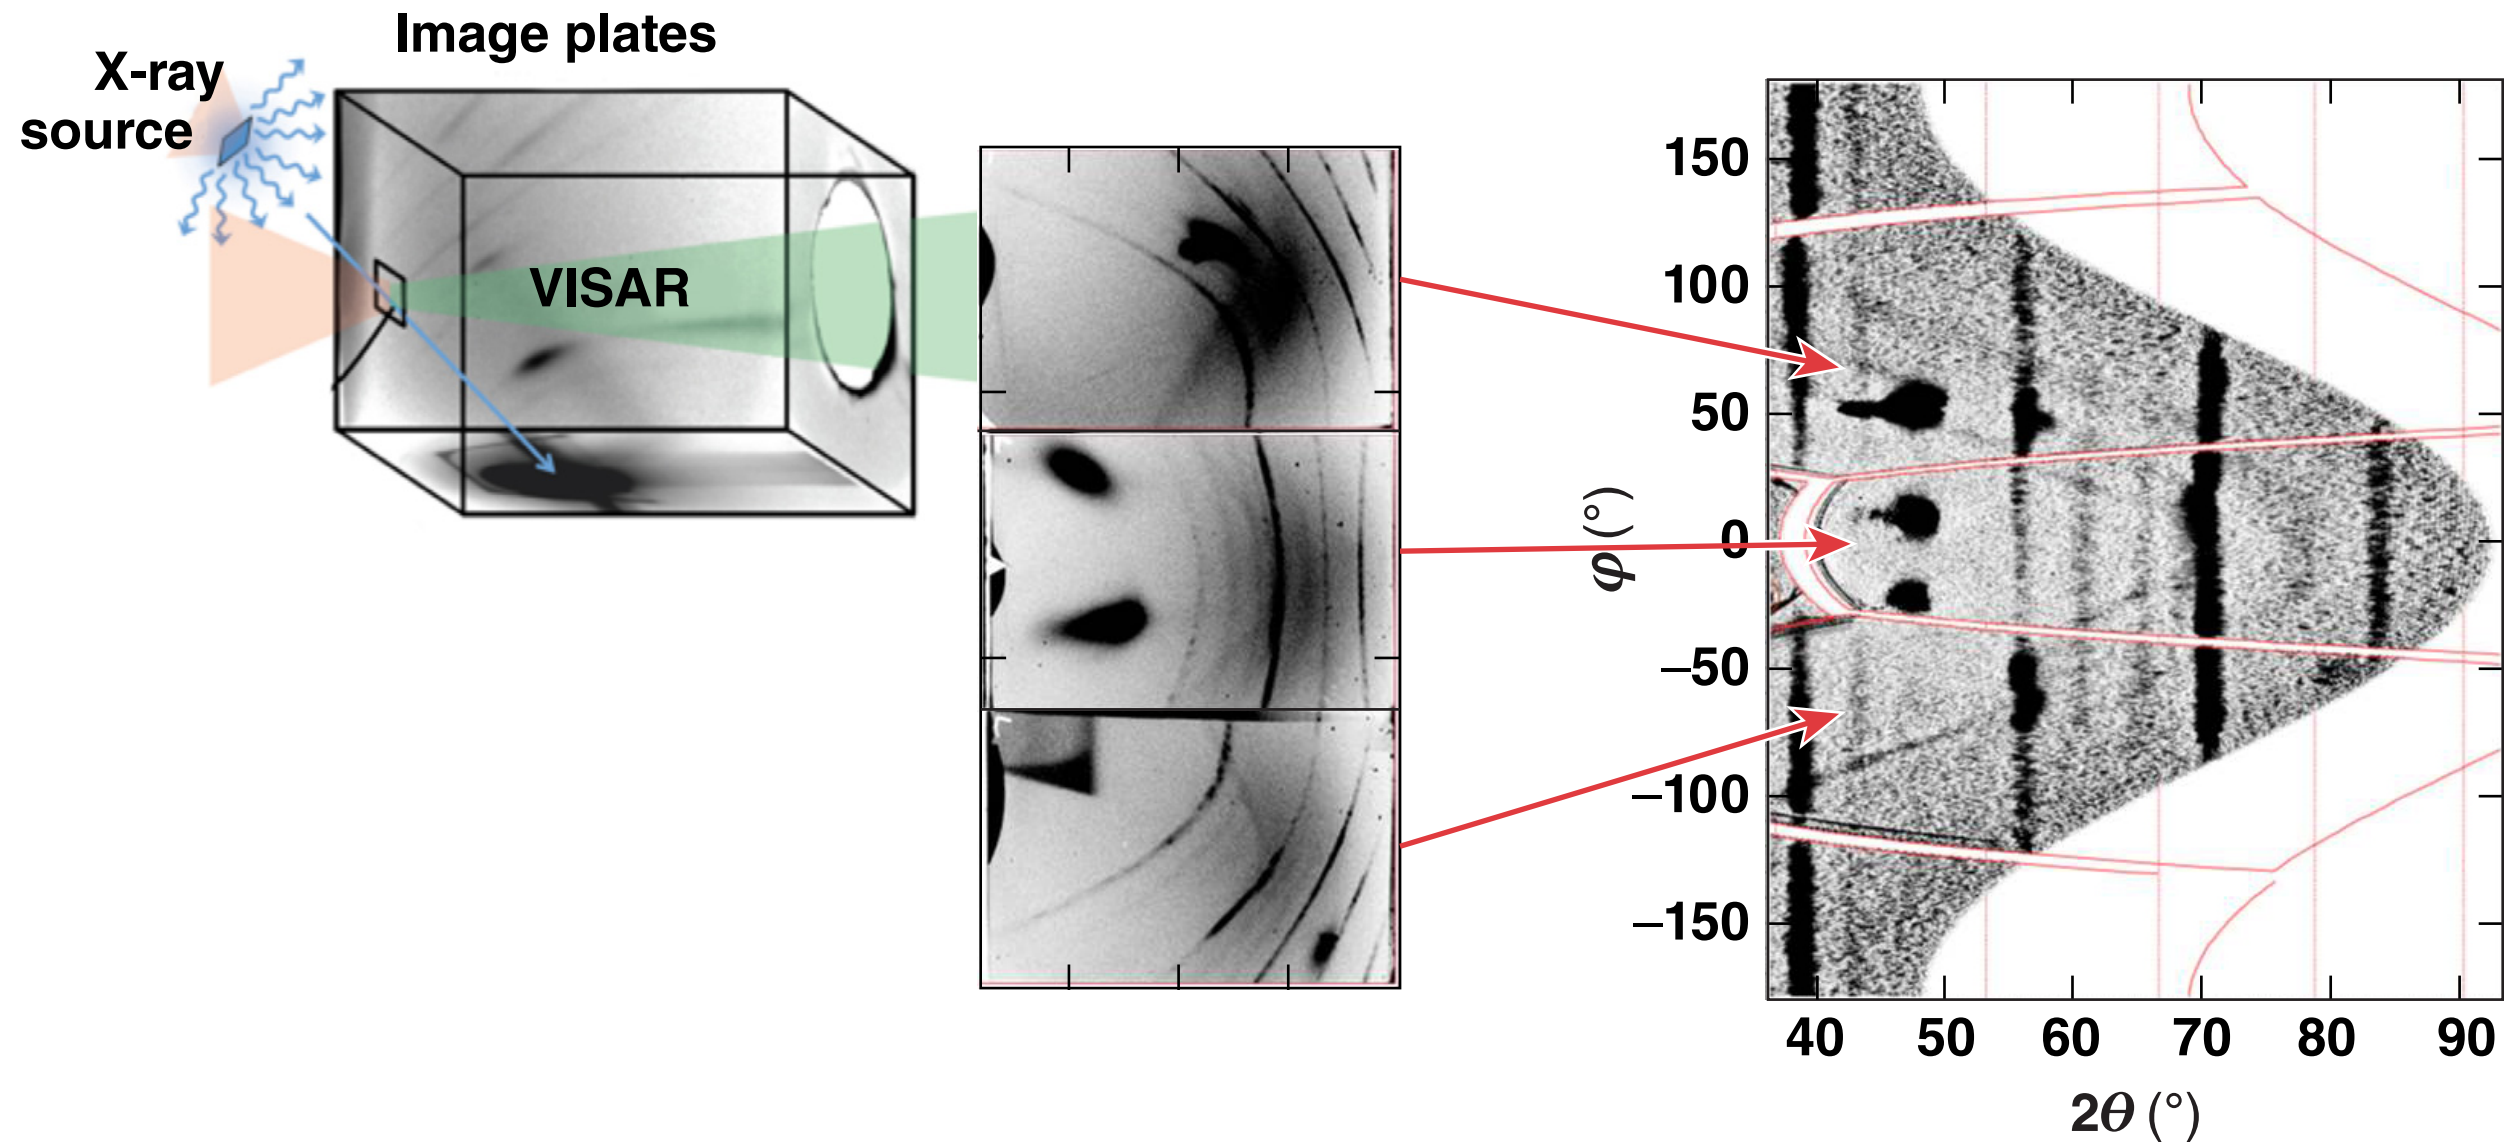 Image plates
X-ray
source
VISAR
150
100
50
0
–50
–100
–150
φ (°)
40 50 60 70 80 90
2θ (°)